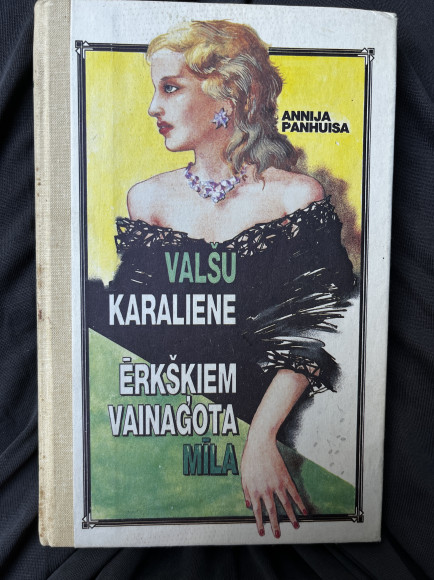 ANNIJA
PANHUISA
VALŠU
KARALIENE
ĒRKŠĶIEM
VAINAGOTA
MĪLA